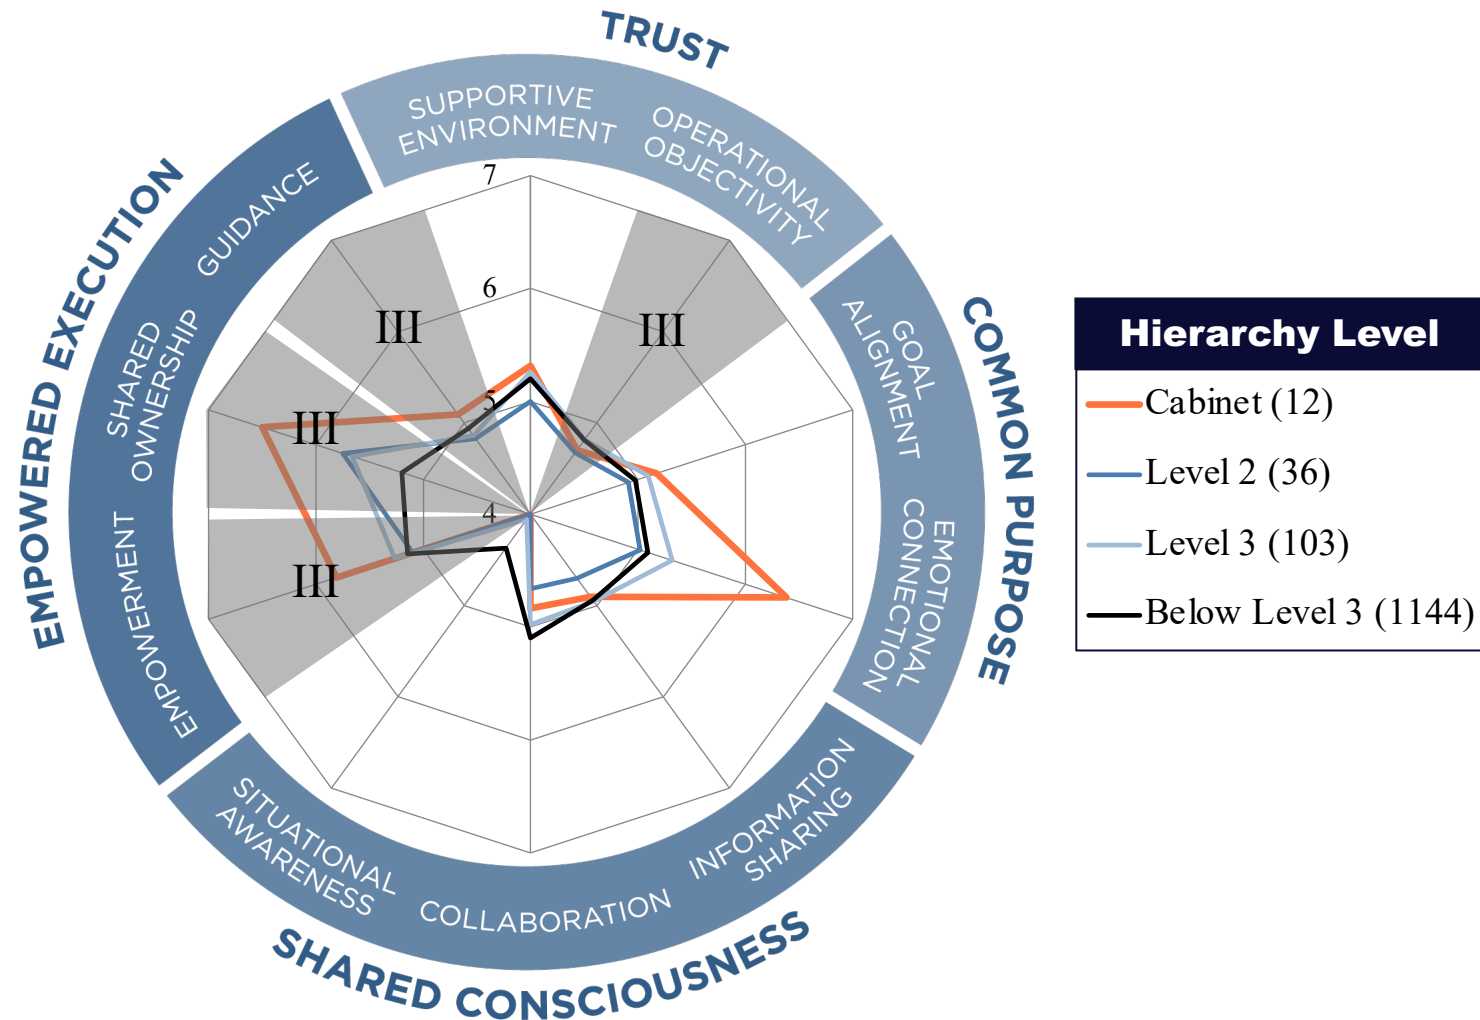 TRUST
SUPPORTIVE
ENVIRONMENT
OPERATIONAL
OBJECTIVITY
COMMON PURPOSE
GOAL
ALIGNMENT
EMOTIONAL
CONNECTION
INFORMATION
SHARING
COLLABORATION
SITUATIONAL
AWARENESS
SHARED CONSCIOUSNESS
EMPOWERED EXECUTION
EMPOWERMENT
SHARED
OWNERSHIP
GUIDANCE
7
6
5
4
III
III
III
III
Hierarchy Level
Cabinet (12)
Level 2 (36)
Level 3 (103)
Below Level 3 (1144)